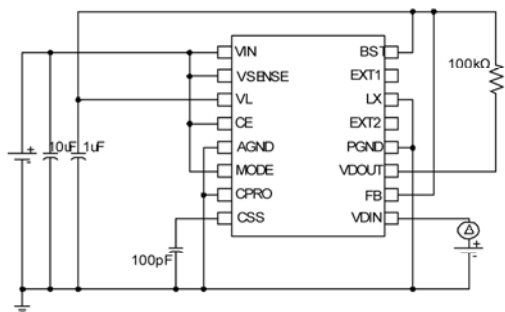 VIN
BST
VSENSE
EXT1
100kΩ
VL
LX
CE
EXT2
10uF
1uF
+
-
AGND
PGND
MODE
VDOUT
CPRO
FB
CSS
VDIN
Δ
+
-
100pF